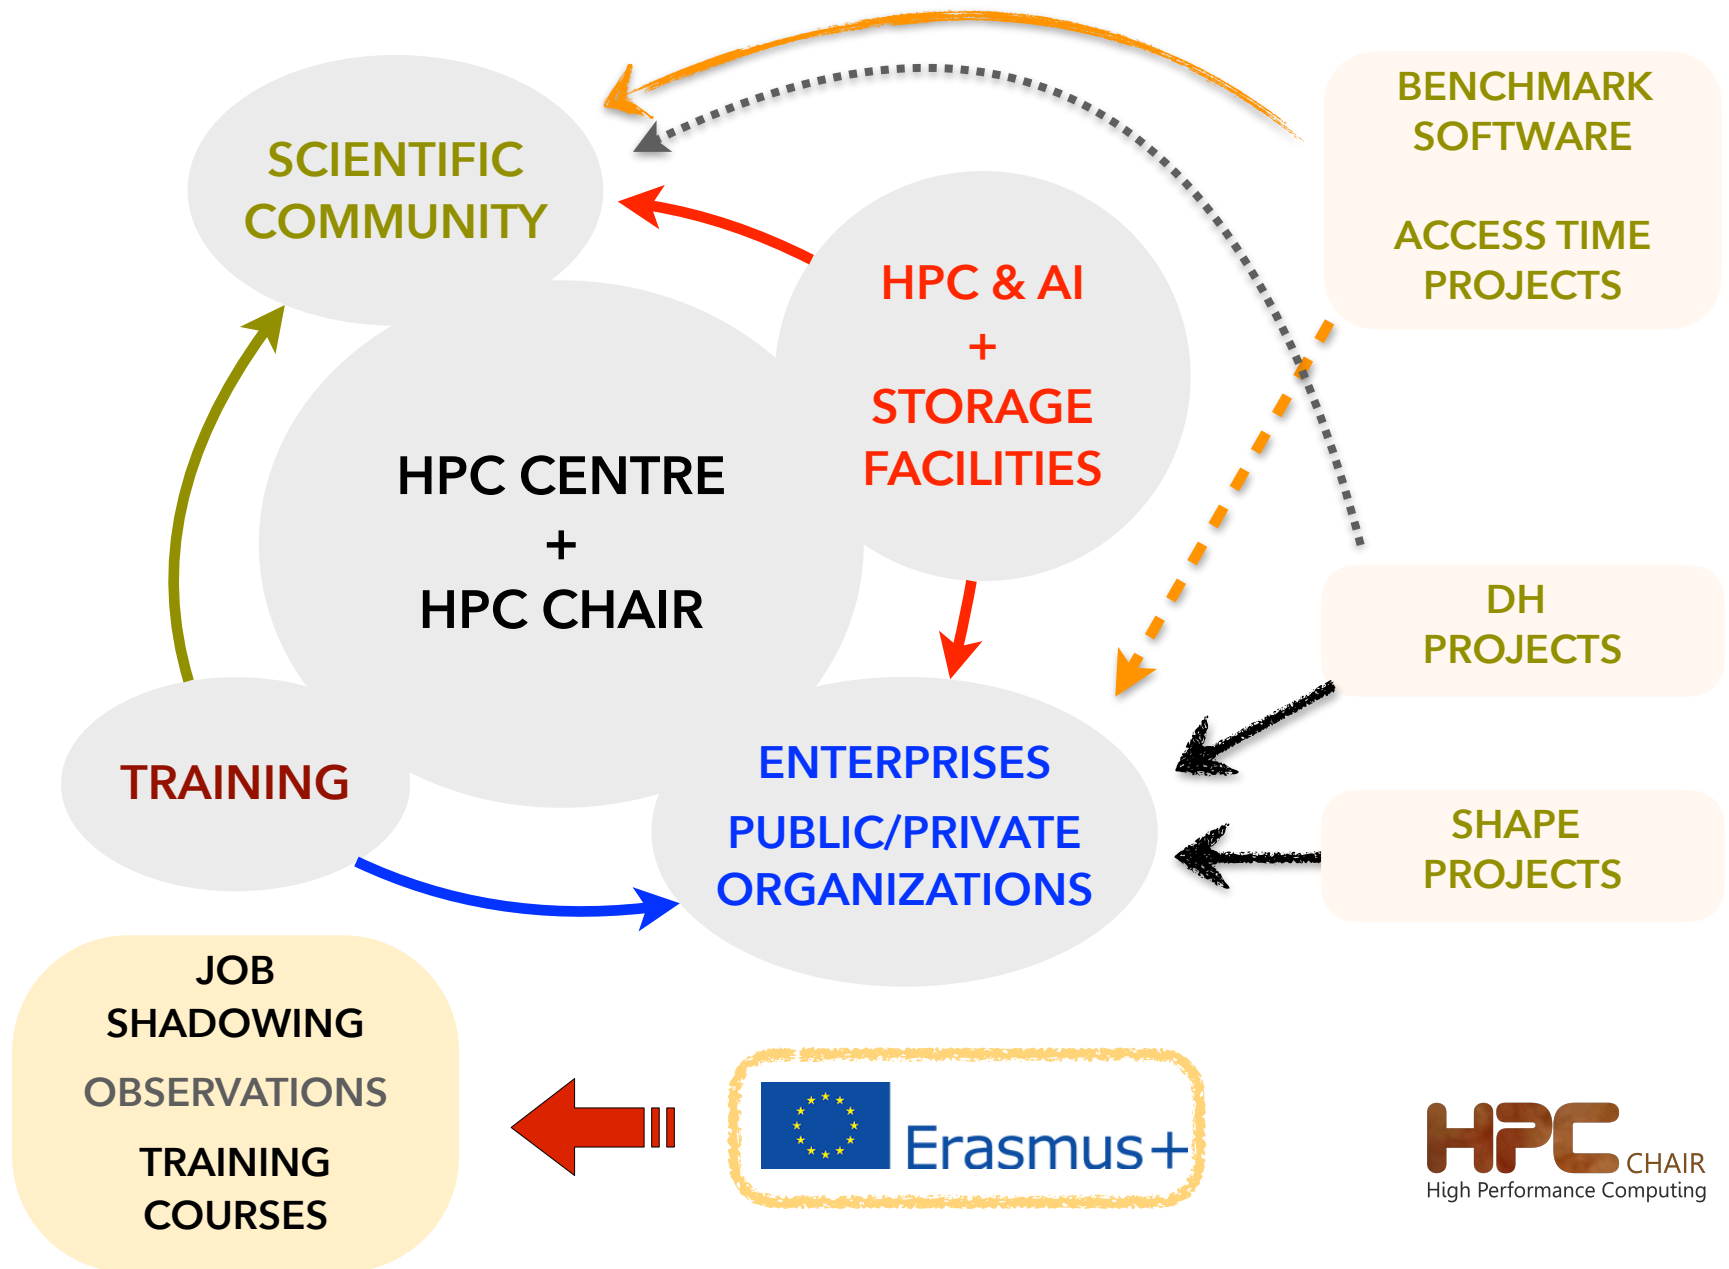 SCIENTIFIC
COMMUNITY
BENCHMARK
SOFTWARE
ACCESS TIME
PROJECTS
HPC & AI
+
STORAGE
FACILITIES
HPC CENTRE
+
HPC CHAIR
DH
PROJECTS
TRAINING
ENTERPRISES
PUBLIC/PRIVATE
ORGANIZATIONS
SHAPE
PROJECTS
JOB
SHADOWING
OBSERVATIONS
TRAINING
COURSES
Erasmus+
HPC CHAIR
High Performance Computing